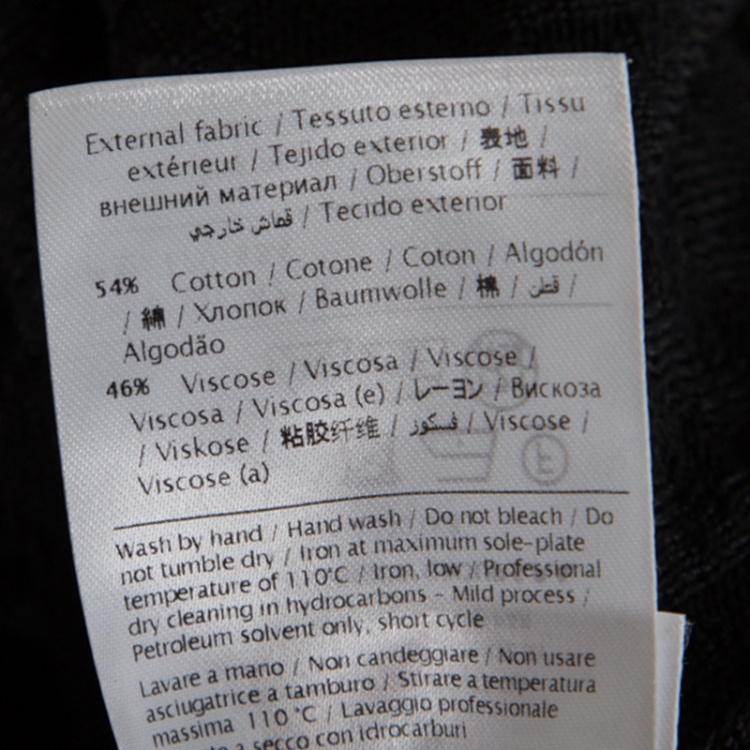 External fabric / Tessuto esterno / Tissu
extérieur / Tejido exterior / 表地 /
внешний материал / Oberstoff / 面料 /
قماش خارجي / Tecido exterior
54% Cotton / Cotone / Coton / Algodón
/ 綿 / Хлопок / Baumwolle / 棉 / قطن /
Algodão
46% Viscose / Viscosa / Viscose /
Viscosa / Viscosa (e) / レーヨン / Вискоза
/ Viskose / 粘胶纤维 / فسكوز / Viscose /
Viscose (a)
Wash by hand / Hand wash / Do not bleach / Do
not tumble dry / Iron at maximum sole-plate
temperature of 110°C / Iron, low / Professional
dry cleaning in hydrocarbons - Mild process /
Petroleum solvent only, short cycle
Lavare a mano / Non candeggiare / Non usare
asciugatrice a tamburo / Stirare a temperatura
massima 110 °C / Lavaggio professionale
a secco con idrocarburi